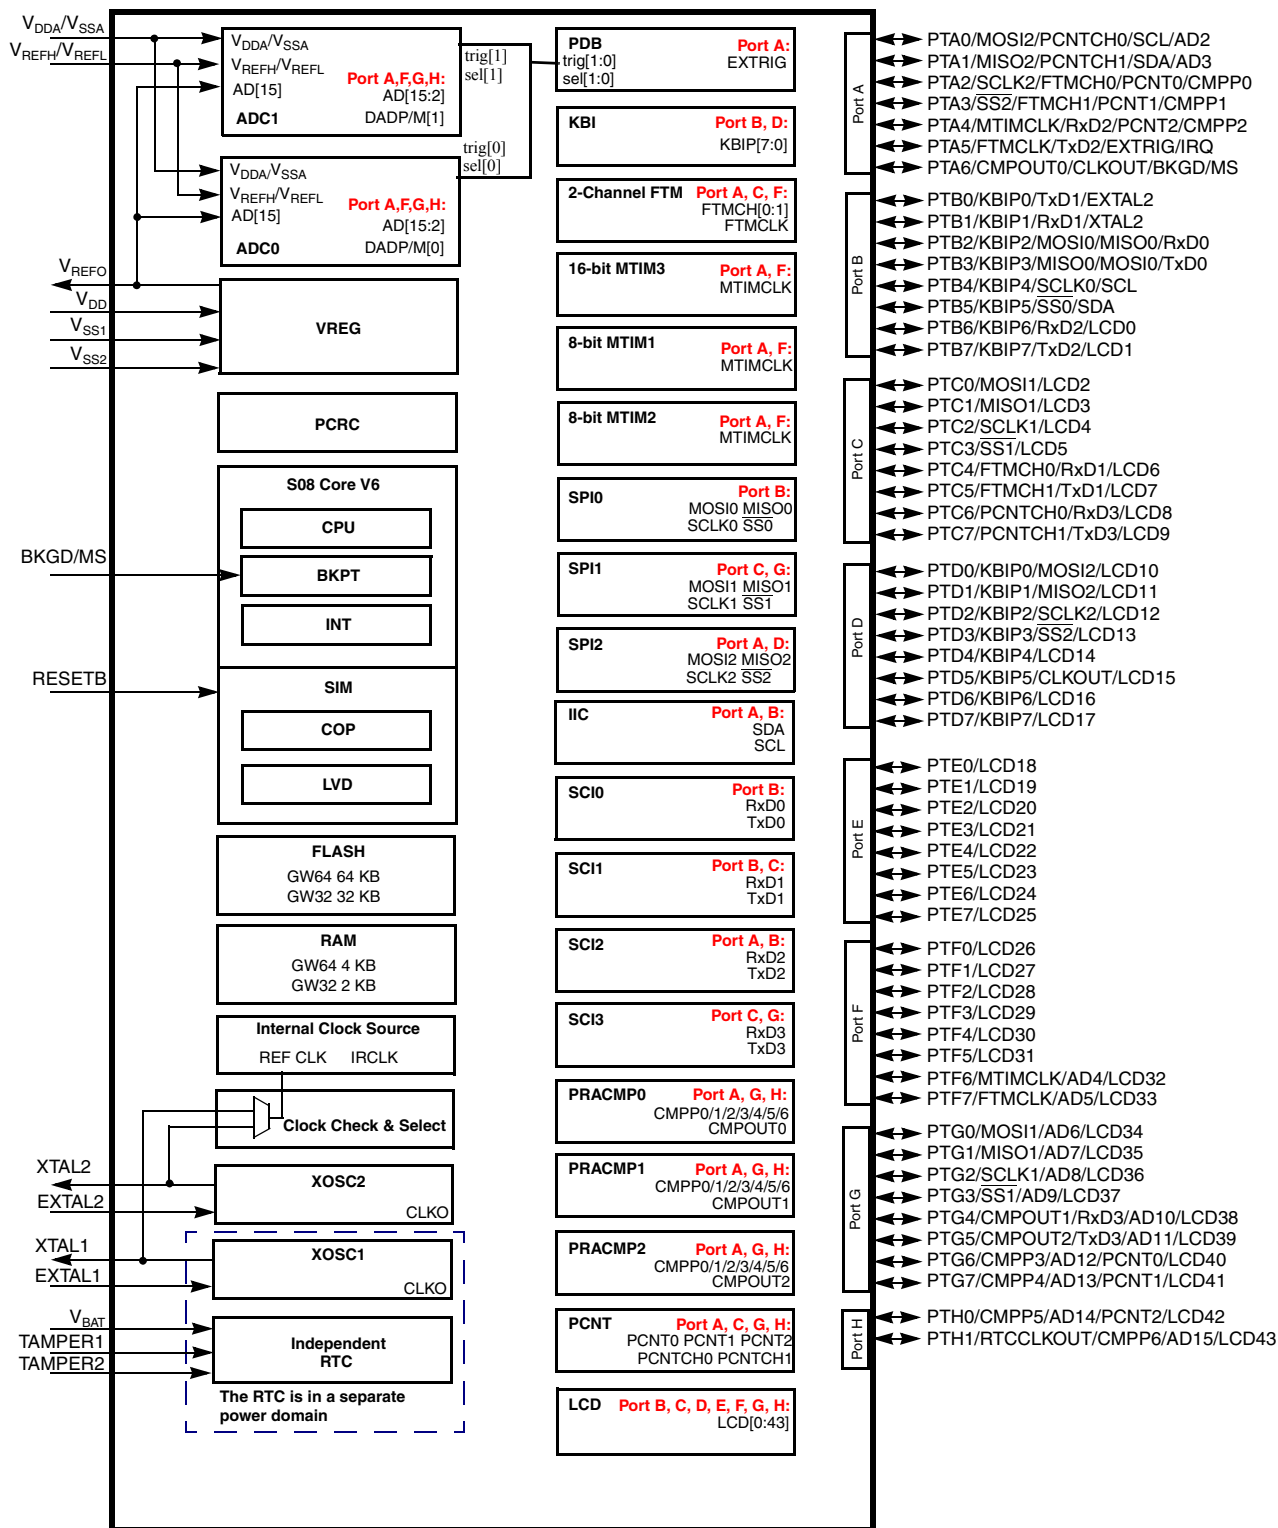 VDDA/VSSA
VREFH/VREFL
VREFO
VDD
VSS1
VSS2
BKGD/MS
RESETB
XTAL2
EXTAL2
XTAL1
EXTAL1
VBAT
TAMPER1
TAMPER2
VDDA/VSSA
VREFH/VREFL
Port A,F,G,H:
AD[15]
AD[15:2]
ADC1
DADP/M[1]
trig[1]
sel[1]
VDDA/VSSA
VREFH/VREFL
Port A,F,G,H:
AD[15]
AD[15:2]
ADC0
DADP/M[0]
trig[0]
sel[0]
VREG
PCRC
S08 Core V6
CPU
BKPT
INT
SIM
COP
LVD
FLASH
GW64 64 KB
GW32 32 KB
RAM
GW64 4 KB
GW32 2 KB
Internal Clock Source
REF CLK IRCLK
Clock Check & Select
XOSC2
CLKO
XOSC1
CLKO
Independent
RTC
The RTC is in a separate
power domain
PDB Port A:
trig[1:0] EXTRIG
sel[1:0]
KBI Port B, D:
KBIP[7:0]
2-Channel FTM Port A, C, F:
FTMCH[0:1]
FTMCLK
16-bit MTIM3 Port A, F:
MTIMCLK
8-bit MTIM1 Port A, F:
MTIMCLK
8-bit MTIM2 Port A, F:
MTIMCLK
SPI0 Port B:
MOSI0 MISO0
SCLK0 SS0
SPI1 Port C, G:
MOSI1 MISO1
SCLK1 SS1
SPI2 Port A, D:
MOSI2 MISO2
SCLK2 SS2
IIC Port A, B:
SDA
SCL
SCI0 Port B:
RxD0
TxD0
SCI1 Port B, C:
RxD1
TxD1
SCI2 Port A, B:
RxD2
TxD2
SCI3 Port C, G:
RxD3
TxD3
PRACMP0 Port A, G, H:
CMPP0/1/2/3/4/5/6
CMPOUT0
PRACMP1 Port A, G, H:
CMPP0/1/2/3/4/5/6
CMPOUT1
PRACMP2 Port A, G, H:
CMPP0/1/2/3/4/5/6
CMPOUT2
PCNT Port A, C, G, H:
PCNT0 PCNT1 PCNT2
PCNTCH0 PCNTCH1
LCD Port B, C, D, E, F, G, H:
LCD[0:43]
Port A
PTA0/MOSI2/PCNTCH0/SCL/AD2
PTA1/MISO2/PCNTCH1/SDA/AD3
PTA2/SCLK2/FTMCH0/PCNT0/CMPP0
PTA3/SS2/FTMCH1/PCNT1/CMPP1
PTA4/MTIMCLK/RxD2/PCNT2/CMPP2
PTA5/FTMCLK/TxD2/EXTRIG/IRQ
PTA6/CMPOUT0/CLKOUT/BKGD/MS
Port B
PTB0/KBIP0/TxD1/EXTAL2
PTB1/KBIP1/RxD1/XTAL2
PTB2/KBIP2/MOSI0/MISO0/RxD0
PTB3/KBIP3/MISO0/MOSI0/TxD0
PTB4/KBIP4/SCLK0/SCL
PTB5/KBIP5/SS0/SDA
PTB6/KBIP6/RxD2/LCD0
PTB7/KBIP7/TxD2/LCD1
Port C
PTC0/MOSI1/LCD2
PTC1/MISO1/LCD3
PTC2/SCLK1/LCD4
PTC3/SS1/LCD5
PTC4/FTMCH0/RxD1/LCD6
PTC5/FTMCH1/TxD1/LCD7
PTC6/PCNTCH0/RxD3/LCD8
PTC7/PCNTCH1/TxD3/LCD9
Port D
PTD0/KBIP0/MOSI2/LCD10
PTD1/KBIP1/MISO2/LCD11
PTD2/KBIP2/SCLK2/LCD12
PTD3/KBIP3/SS2/LCD13
PTD4/KBIP4/LCD14
PTD5/KBIP5/CLKOUT/LCD15
PTD6/KBIP6/LCD16
PTD7/KBIP7/LCD17
Port E
PTE0/LCD18
PTE1/LCD19
PTE2/LCD20
PTE3/LCD21
PTE4/LCD22
PTE5/LCD23
PTE6/LCD24
PTE7/LCD25
Port F
PTF0/LCD26
PTF1/LCD27
PTF2/LCD28
PTF3/LCD29
PTF4/LCD30
PTF5/LCD31
PTF6/MTIMCLK/AD4/LCD32
PTF7/FTMCLK/AD5/LCD33
Port G
PTG0/MOSI1/AD6/LCD34
PTG1/MISO1/AD7/LCD35
PTG2/SCLK1/AD8/LCD36
PTG3/SS1/AD9/LCD37
PTG4/CMPOUT1/RxD3/AD10/LCD38
PTG5/CMPOUT2/TxD3/AD11/LCD39
PTG6/CMPP3/AD12/PCNT0/LCD40
PTG7/CMPP4/AD13/PCNT1/LCD41
Port H
PTH0/CMPP5/AD14/PCNT2/LCD42
PTH1/RTCCLKOUT/CMPP6/AD15/LCD43